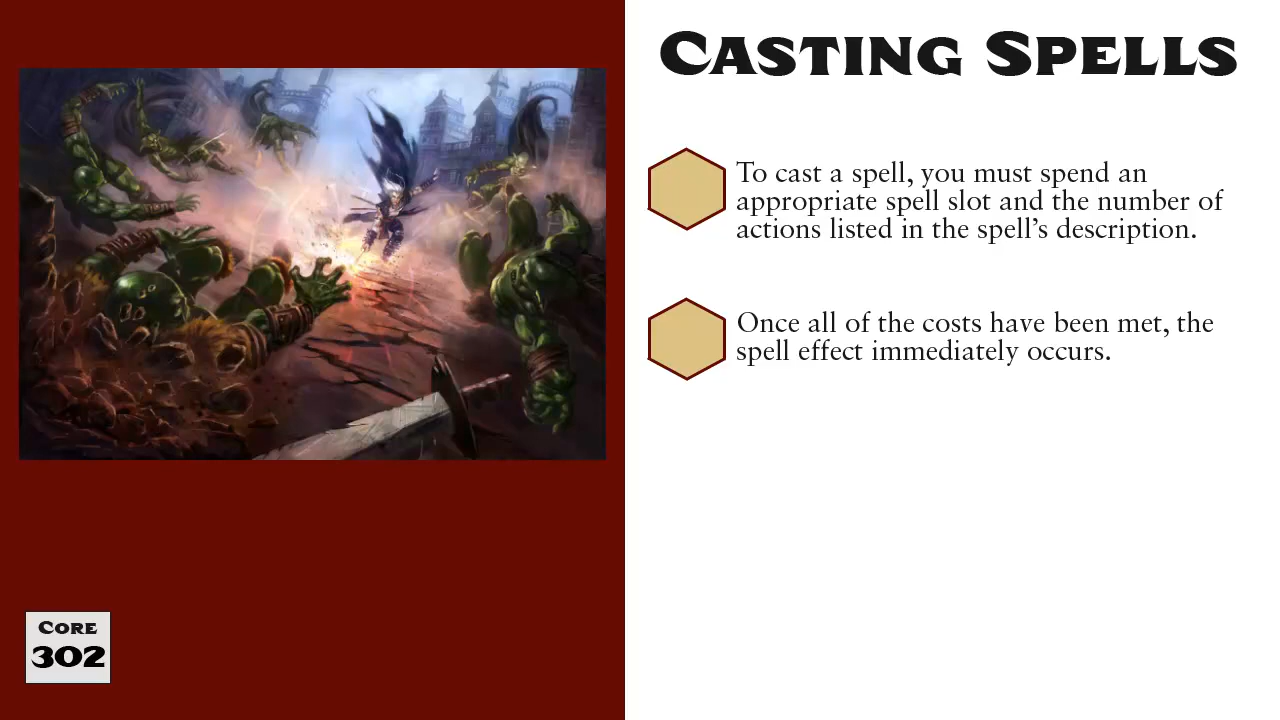 Casting Spells
To cast a spell, you must spend an
appropriate spell slot and the number of
actions listed in the spell’s description.
Once all of the costs have been met, the
spell effect immediately occurs.
Core
302